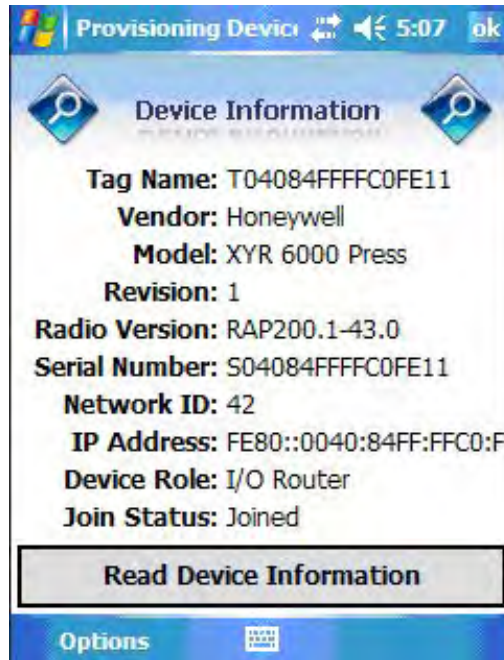 Provisioning Devic 5:07 ok
Device Information
Tag Name: T04084FFFFC0FE11
Vendor: Honeywell
Model: XYR 6000 Press
Revision: 1
Radio Version: RAP200.1-43.0
Serial Number: S04084FFFFC0FE11
Network ID: 42
IP Address: FE80::0040:84FF:FFC0:F
Device Role: I/O Router
Join Status: Joined
Read Device Information
Options